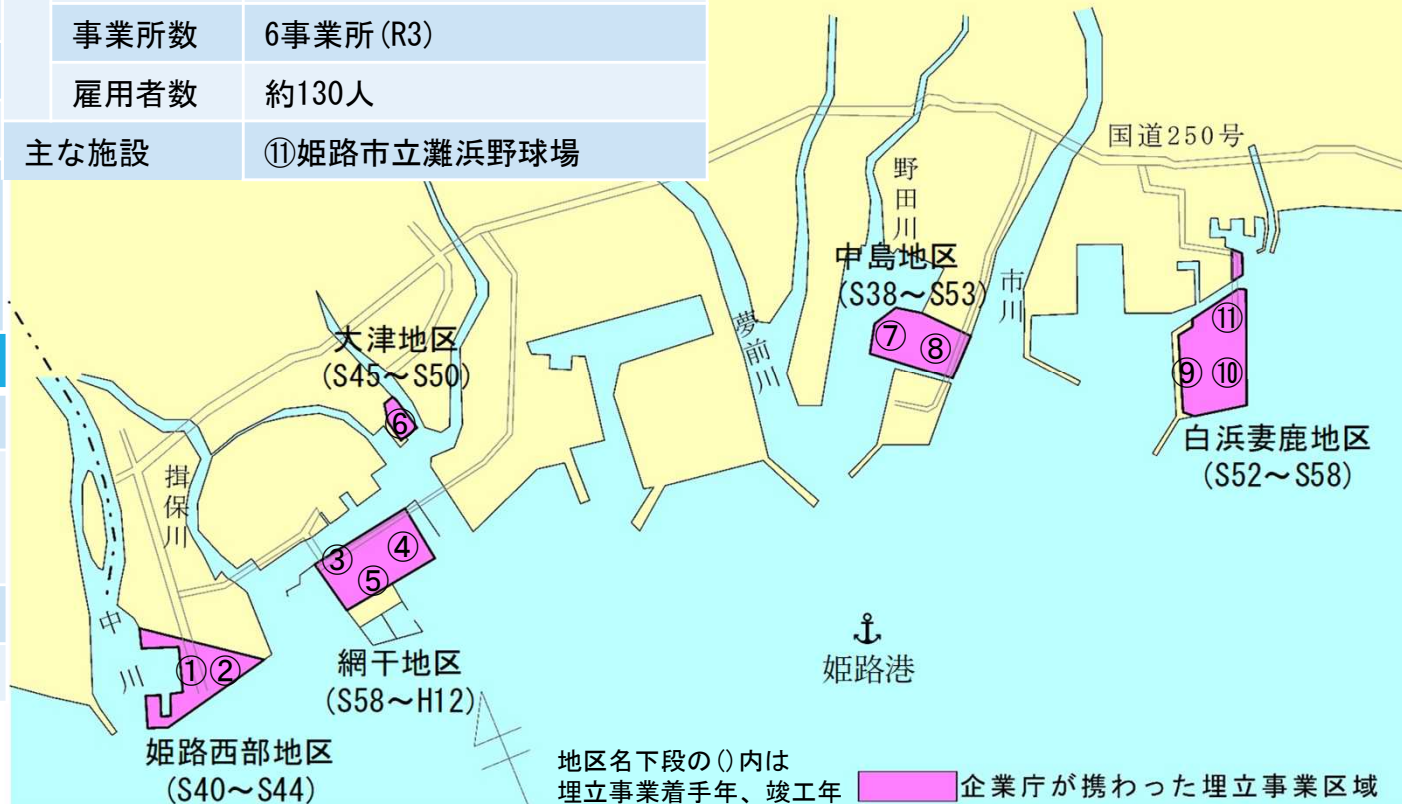 事業所数 6事業所(R3)
雇用者数 約130人
主な施設 ⑪姫路市立灘浜野球場
国道250号
野田川
中島地区
(S38～S53)
市川
⑦
⑧
⑪
⑨
⑩
白浜妻鹿地区
(S52～S58)
夢前川
大津地区
(S45～S50)
⑥
揖保川
③
④
⑤
網干地区
(S58～H12)
中川
①②
姫路西部地区
(S40～S44)
姫路港
地区名下段の()内は
埋立事業着手年、竣工年
企業庁が携わった埋立事業区域